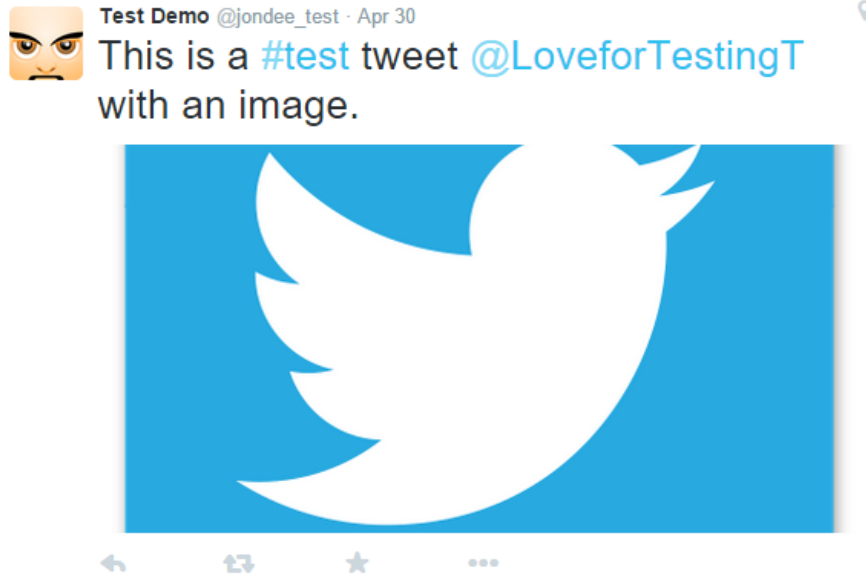 Test Demo @jondee_test · Apr 30
This is a #test tweet @LoveforTestingT
with an image.